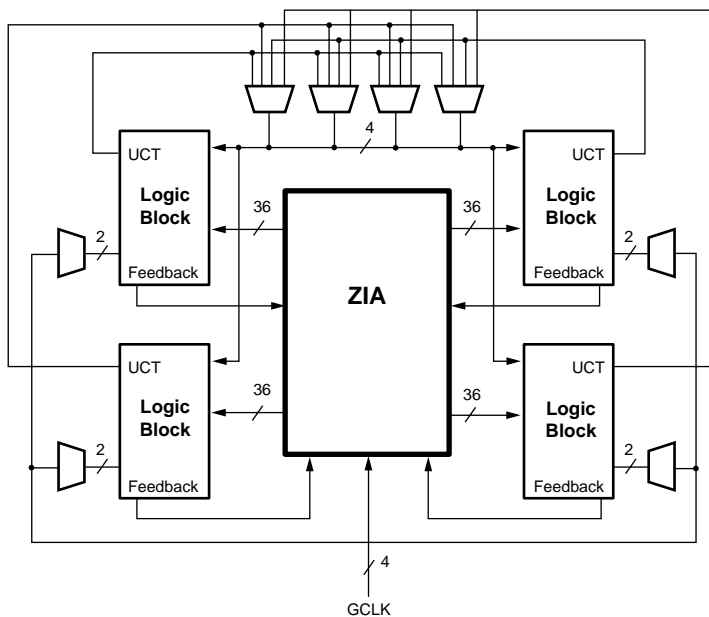 4
UCT
Logic
Block
Feedback
2
36
ZIA
36
UCT
Logic
Block
Feedback
2
UCT
Logic
Block
Feedback
2
36
36
UCT
Logic
Block
Feedback
2
4
GCLK